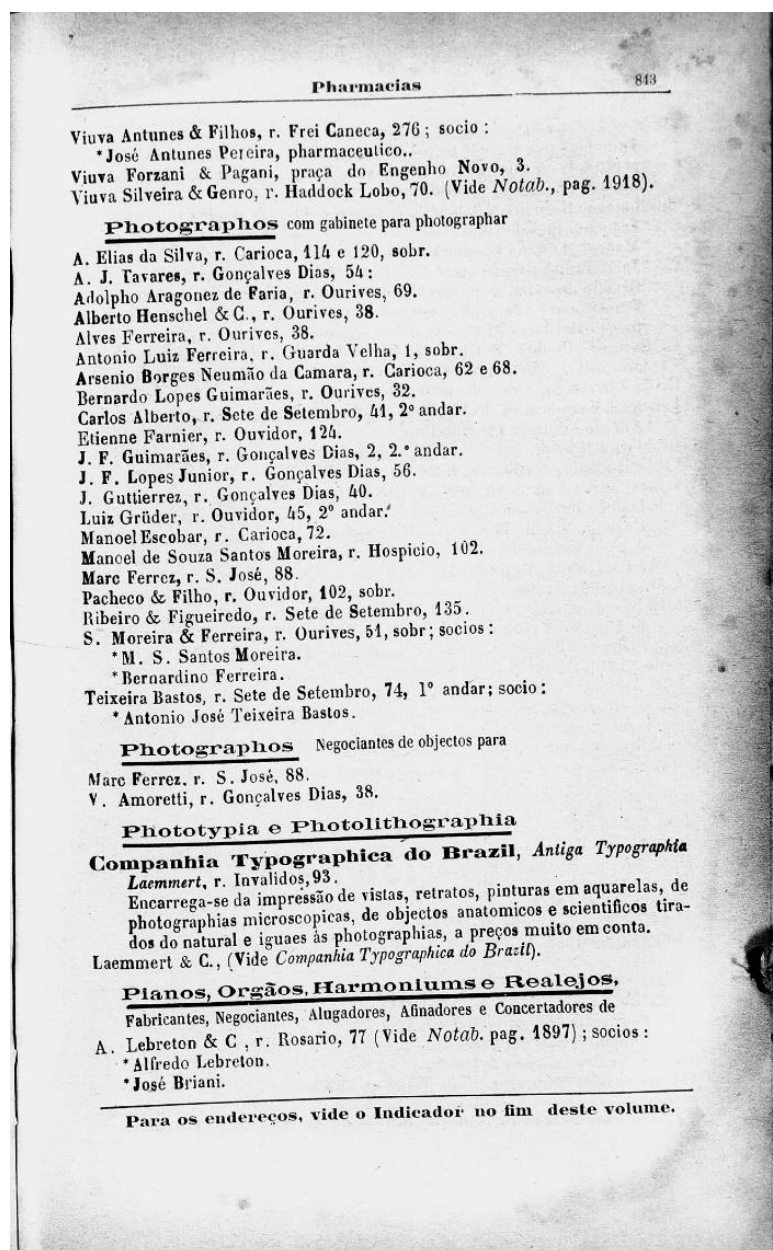 Pharmacias 843
Viuva Antunes & Filhos, r. Frei Caneca, 276; socio:
*José Antunes Pereira, pharmaceutico..
Viuva Forzani & Pagani, praça do Engenho Novo, 3.
Viuva Silveira & Genro, r. Haddock Lobo, 70. (Vide Notab., pag. 1918).
Photographos com gabinete para photographar
A. Elias da Silva, r. Carioca, 114 e 120, sobr.
A. J. Tavares, r. Gonçalves Dias, 54:
Adolpho Aragonez de Faria, r. Ourives, 69.
Alberto Henschel & C., r. Ourives, 38.
Alves Ferreira, r. Ourives, 38.
Antonio Luiz Ferreira, r. Guarda Velha, 1, sobr.
Arsenio Borges Neumão da Camara, r. Carioca, 62 e 68.
Bernardo Lopes Guimarães, r. Ourives, 32.
Carlos Alberto, r. Sete de Setembro, 41, 2º andar.
Etienne Farnier, r. Ouvidor, 124.
J. F. Guimarães, r. Gonçalves Dias, 2, 2.º andar.
J. F. Lopes Junior, r. Gonçalves Dias, 56.
J. Guttierrez, r. Gonçalves Dias, 40.
Luiz Grüder, r. Ouvidor, 45, 2º andar.
Manoel Escobar, r. Carioca, 72.
Manoel de Souza Santos Moreira, r. Hospicio, 102.
Marc Ferrez, r. S. José, 88.
Pacheco & Filho, r. Ouvidor, 102, sobr.
Ribeiro & Figueiredo, r. Sete de Setembro, 135.
S. Moreira & Ferreira, r. Ourives, 51, sobr; socios:
*M. S. Santos Moreira.
*Bernardino Ferreira.
Teixeira Bastos, r. Sete de Setembro, 74, 1º andar; socio:
*Antonio José Teixeira Bastos.
Photographos Negociantes de objectos para
Marc Ferrez. r. S. José, 88.
V. Amoretti, r. Gonçalves Dias, 38.
Phototypia e Photolithographia
Companhia Typographica do Brazil, Antiga Typographia
Laemmert, r. Invalidos, 93.
Encarrega-se da impressão de vistas, retratos, pinturas em aquarelas, de
photographias microscopicas, de objectos anatomicos e scientificos tira-
dos do natural e iguaes ás photographias, a preços muito em conta.
Laemmert & C., (Vide Companhia Typographica do Brazil).
Pianos, Orgãos, Harmoniums e Realejos,
Fabricantes, Negociantes, Alugadores, Afinadores e Concertadores de
A. Lebreton & C , r. Rosario, 77 (Vide Notab. pag. 1897) ; socios :
*Alfredo Lebreton.
*José Briani.
Para os endereços, vide o Indicador no fim deste volume.